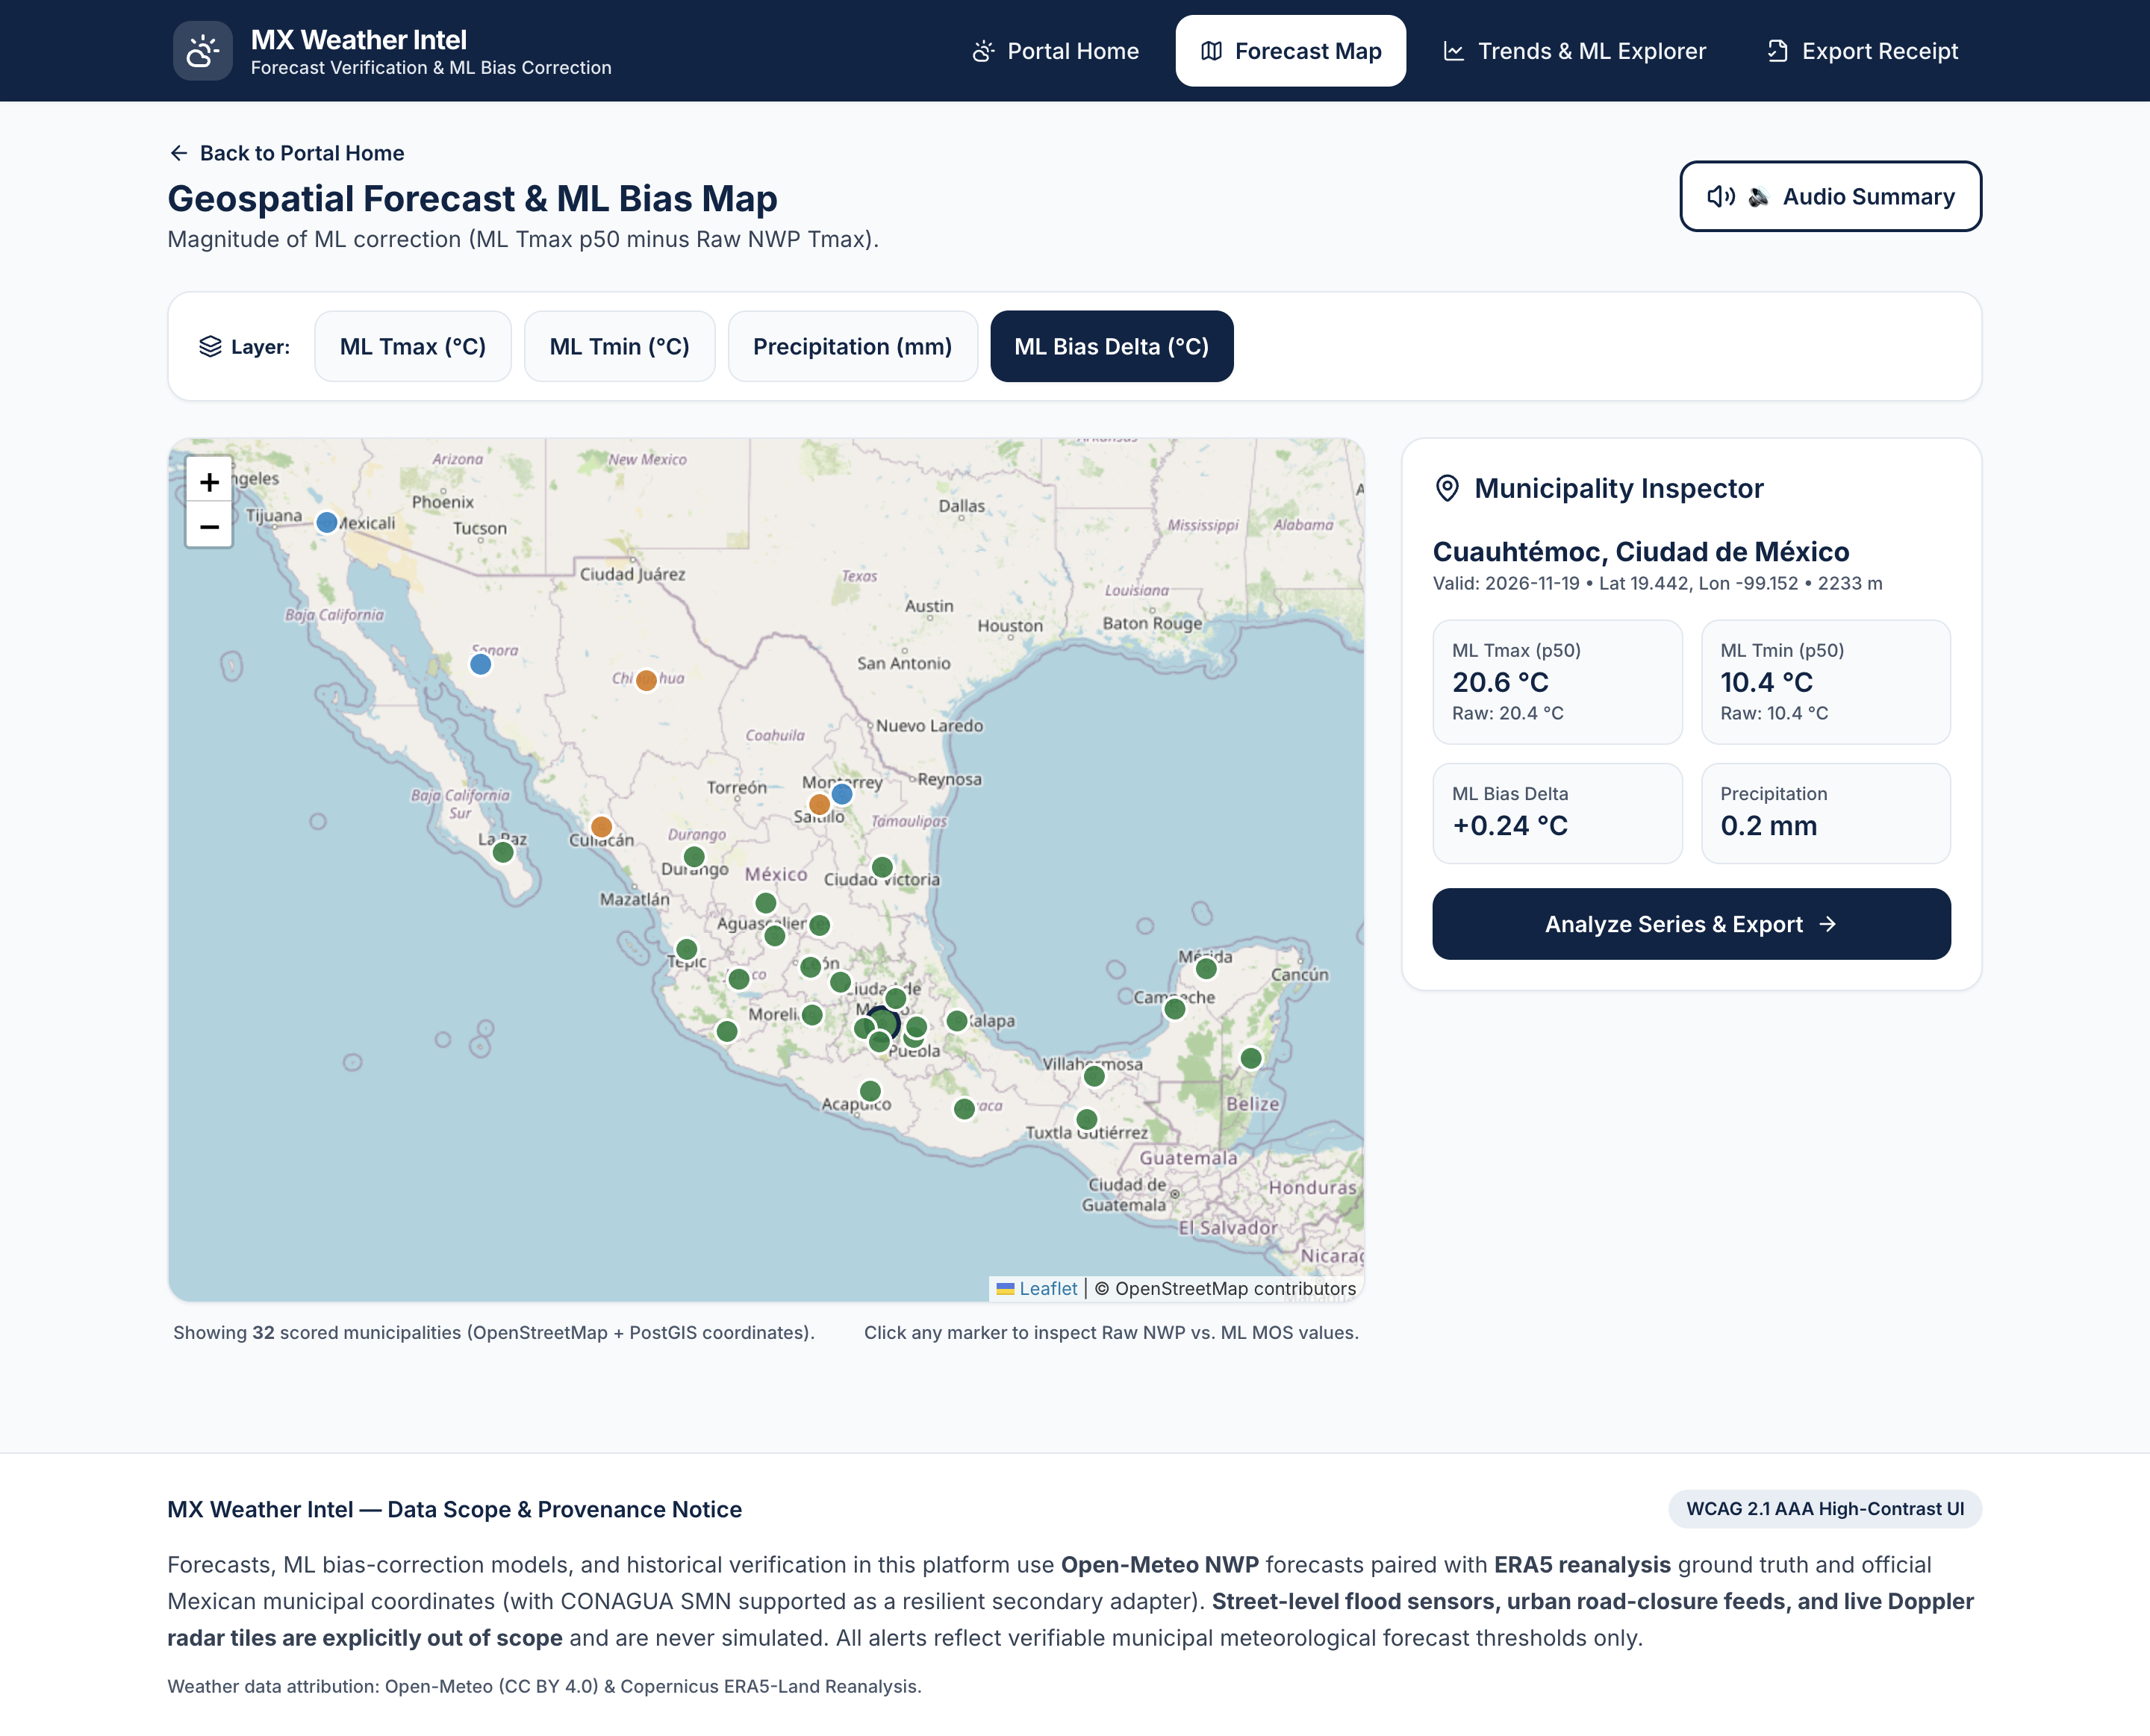 MX Weather Intel
Forecast Verification & ML Bias Correction
Portal Home
Forecast Map
Trends & ML Explorer
Export Receipt
Back to Portal Home
Geospatial Forecast & ML Bias Map
Magnitude of ML correction (ML Tmax p50 minus Raw NWP Tmax).
Audio Summary
Layer:
ML Tmax (°C)
ML Tmin (°C)
Precipitation (mm)
ML Bias Delta (°C)
+
−
Arizona
New Mexico
Phoenix
Dallas
Tijuana
Mexicali
Tucson
Mississippi
Alabama
Ciudad Juárez
Texas
Louisiana
Baja California
Austin
Houston
Baton Rouge
Sonora
San Antonio
Nuevo Laredo
Coahuila
Monterrey
Reynosa
Torreón
Baja California
Sur
Saltillo
Tamaulipas
La Paz
Culiacán
Durango
Durango
México
Ciudad Victoria
Mazatlán
Tepic
Mérida
Cancún
Puebla
Villahermosa
Acapulco
Belize
Tuxtla Gutiérrez
Guatemala
Ciudad de
Guatemala
Honduras
El Salvador
Leaflet | © OpenStreetMap contributors
Showing 32 scored municipalities (OpenStreetMap + PostGIS coordinates).
Click any marker to inspect Raw NWP vs. ML MOS values.
Municipality Inspector
Cuauhtémoc, Ciudad de México
Valid: 2026-11-19 • Lat 19.442, Lon -99.152 • 2233 m
ML Tmax (p50)
20.6 °C
Raw: 20.4 °C
ML Tmin (p50)
10.4 °C
Raw: 10.4 °C
ML Bias Delta
+0.24 °C
Precipitation
0.2 mm
Analyze Series & Export
MX Weather Intel — Data Scope & Provenance Notice
WCAG 2.1 AAA High-Contrast UI
Forecasts, ML bias-correction models, and historical verification in this platform use Open-Meteo NWP forecasts paired with ERA5 reanalysis ground truth and official
Mexican municipal coordinates (with CONAGUA SMN supported as a resilient secondary adapter). Street-level flood sensors, urban road-closure feeds, and live Doppler
radar tiles are explicitly out of scope and are never simulated. All alerts reflect verifiable municipal meteorological forecast thresholds only.
Weather data attribution: Open-Meteo (CC BY 4.0) & Copernicus ERA5-Land Reanalysis.